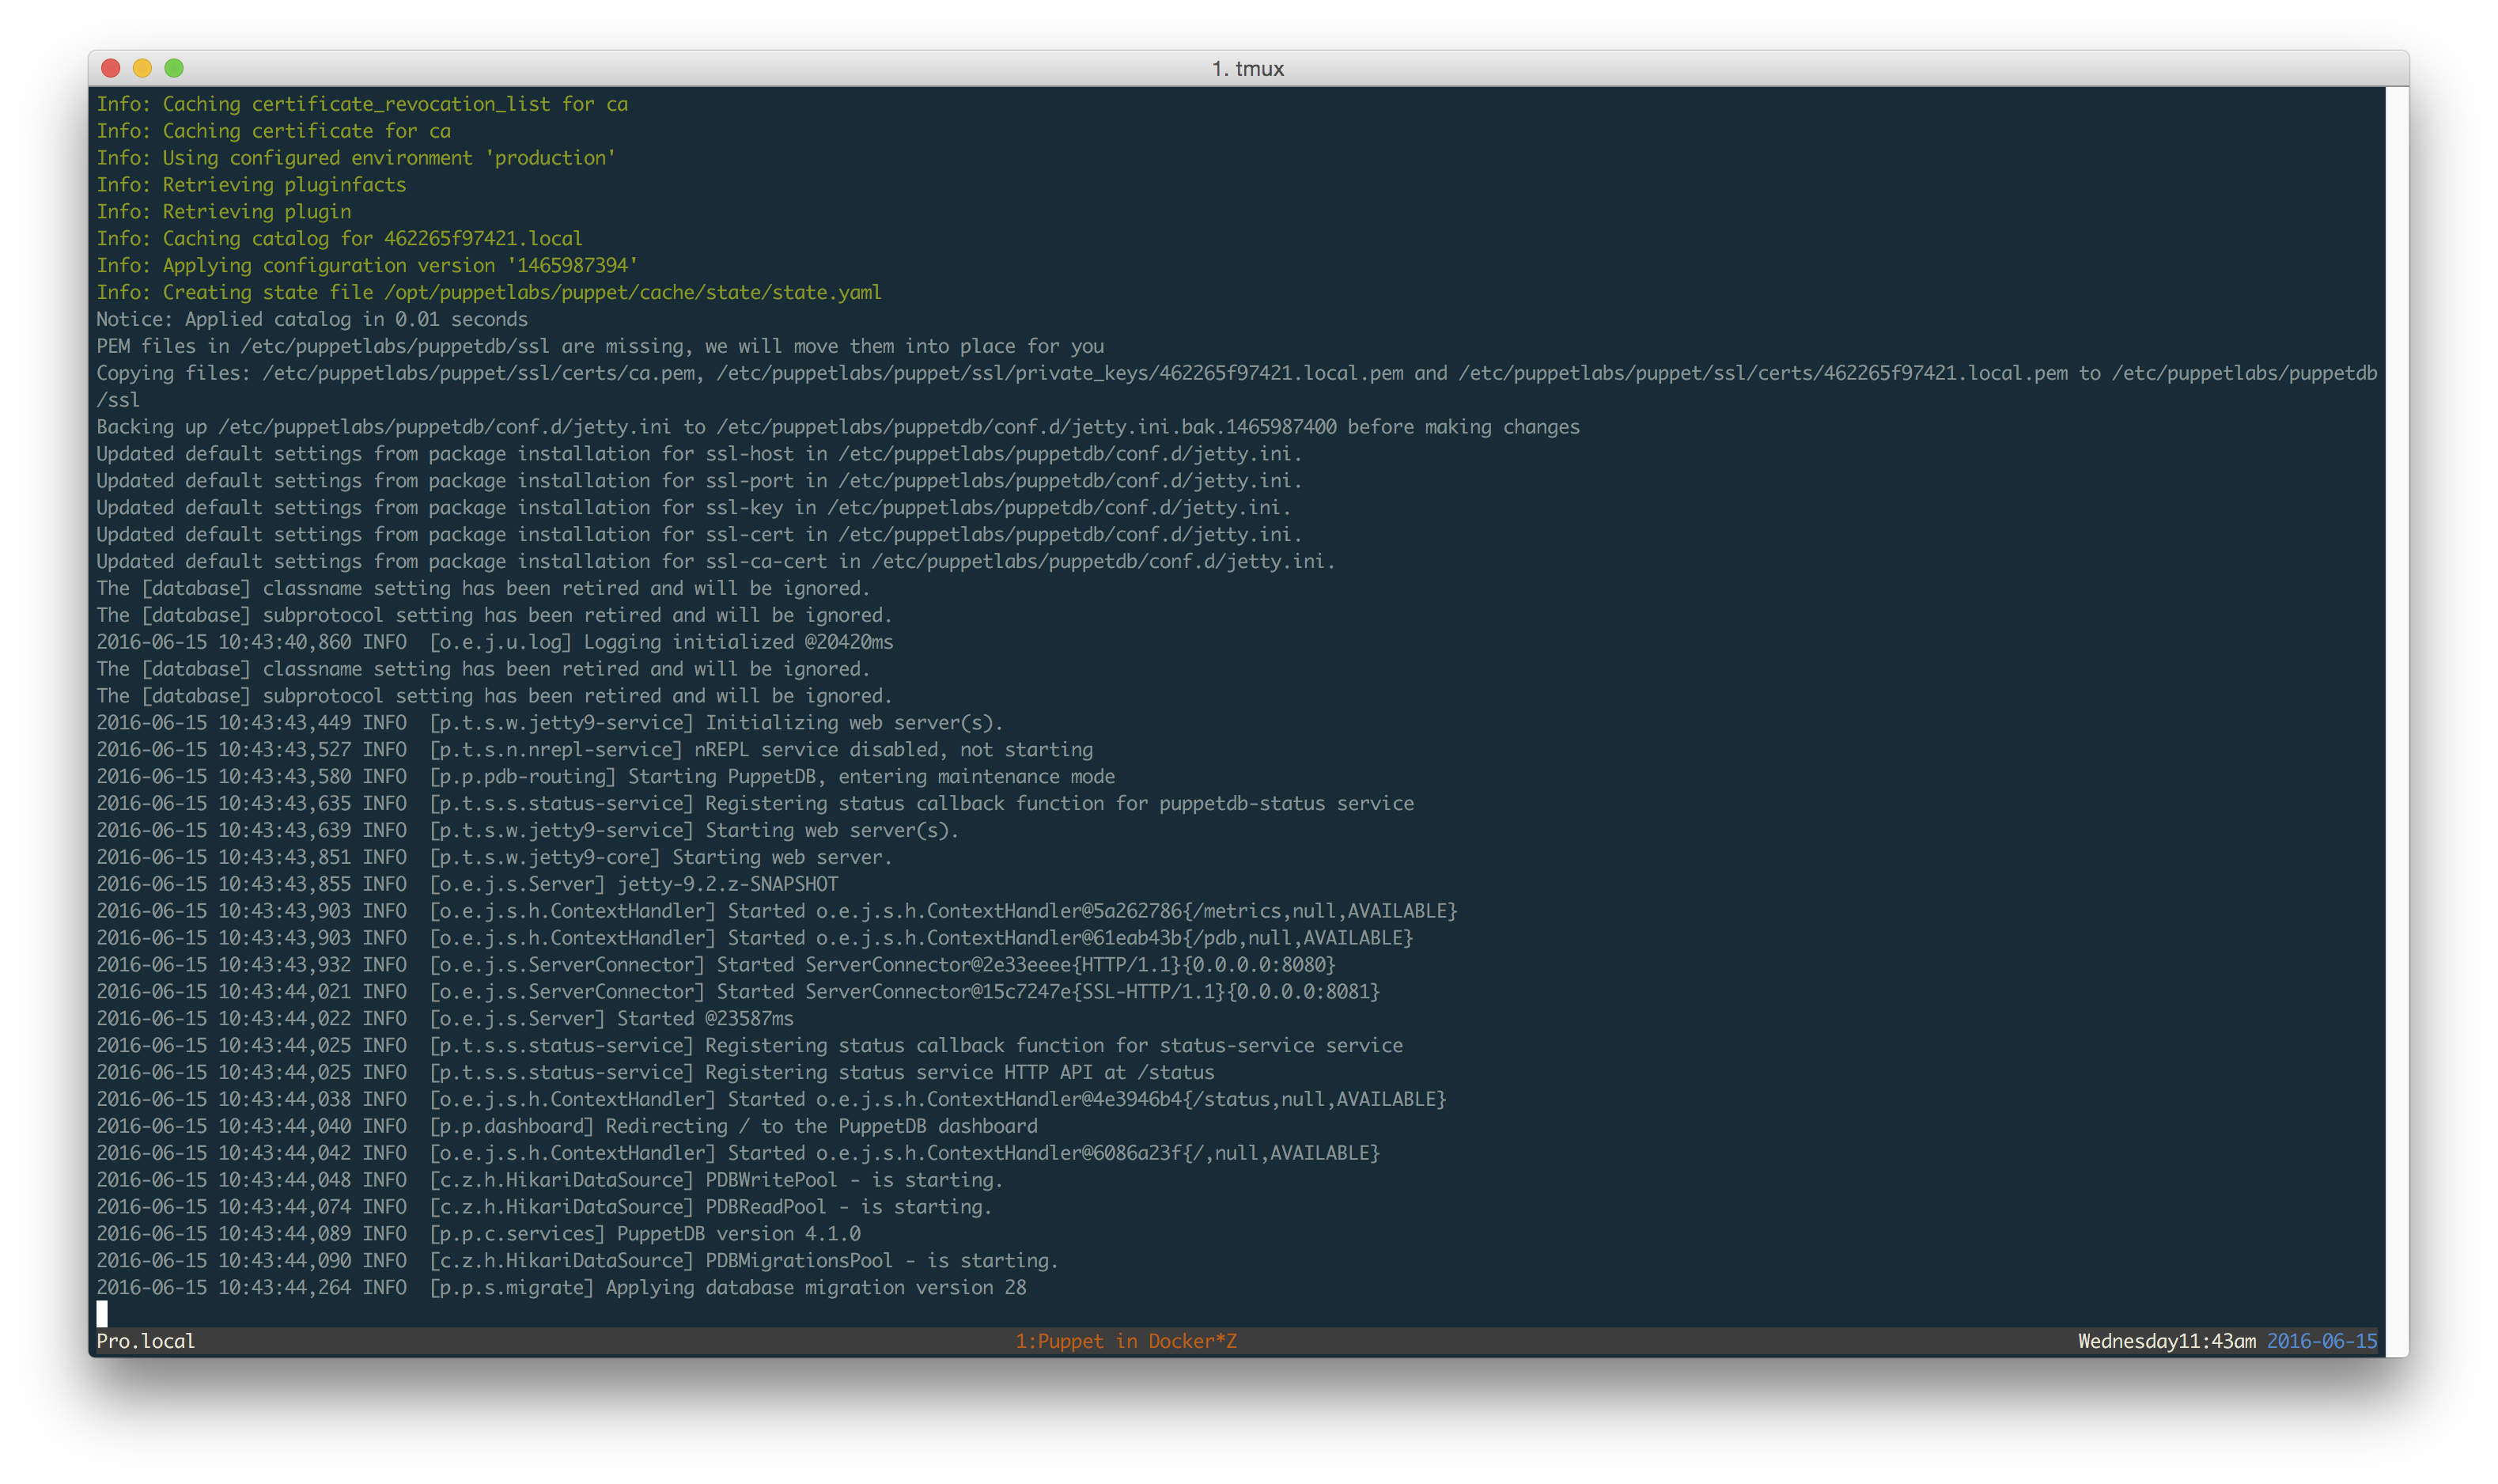 1. tmux
Info: Caching certificate_revocation_list for ca
Info: Caching certificate for ca
Info: Using configured environment 'production'
Info: Retrieving pluginfacts
Info: Retrieving plugin
Info: Caching catalog for 462265f97421.local
Info: Applying configuration version '1465987394'
Info: Creating state file /opt/puppetlabs/puppet/cache/state/state.yaml
Notice: Applied catalog in 0.01 seconds
PEM files in /etc/puppetlabs/puppetdb/ssl are missing, we will move them into place for you
Copying files: /etc/puppetlabs/puppet/ssl/certs/ca.pem, /etc/puppetlabs/puppet/ssl/private_keys/462265f97421.local.pem and /etc/puppetlabs/puppet/ssl/certs/462265f97421.local.pem to /etc/puppetlabs/puppetdb
/ssl
Backing up /etc/puppetlabs/puppetdb/conf.d/jetty.ini to /etc/puppetlabs/puppetdb/conf.d/jetty.ini.bak.1465987400 before making changes
Updated default settings from package installation for ssl-host in /etc/puppetlabs/puppetdb/conf.d/jetty.ini.
Updated default settings from package installation for ssl-port in /etc/puppetlabs/puppetdb/conf.d/jetty.ini.
Updated default settings from package installation for ssl-key in /etc/puppetlabs/puppetdb/conf.d/jetty.ini.
Updated default settings from package installation for ssl-cert in /etc/puppetlabs/puppetdb/conf.d/jetty.ini.
Updated default settings from package installation for ssl-ca-cert in /etc/puppetlabs/puppetdb/conf.d/jetty.ini.
The [database] classname setting has been retired and will be ignored.
The [database] subprotocol setting has been retired and will be ignored.
2016-06-15 10:43:40,860 INFO  [o.e.j.u.log] Logging initialized @20420ms
The [database] classname setting has been retired and will be ignored.
The [database] subprotocol setting has been retired and will be ignored.
2016-06-15 10:43:43,449 INFO  [p.t.s.w.jetty9-service] Initializing web server(s).
2016-06-15 10:43:43,527 INFO  [p.t.s.n.nrepl-service] nREPL service disabled, not starting
2016-06-15 10:43:43,580 INFO  [p.p.pdb-routing] Starting PuppetDB, entering maintenance mode
2016-06-15 10:43:43,635 INFO  [p.t.s.s.status-service] Registering status callback function for puppetdb-status service
2016-06-15 10:43:43,639 INFO  [p.t.s.w.jetty9-service] Starting web server(s).
2016-06-15 10:43:43,851 INFO  [p.t.s.w.jetty9-core] Starting web server.
2016-06-15 10:43:43,855 INFO  [o.e.j.s.Server] jetty-9.2.z-SNAPSHOT
2016-06-15 10:43:43,903 INFO  [o.e.j.s.h.ContextHandler] Started o.e.j.s.h.ContextHandler@5a262786{/metrics,null,AVAILABLE}
2016-06-15 10:43:43,903 INFO  [o.e.j.s.h.ContextHandler] Started o.e.j.s.h.ContextHandler@61eab43b{/pdb,null,AVAILABLE}
2016-06-15 10:43:43,932 INFO  [o.e.j.s.ServerConnector] Started ServerConnector@2e33eeee{HTTP/1.1}{0.0.0.0:8080}
2016-06-15 10:43:44,021 INFO  [o.e.j.s.ServerConnector] Started ServerConnector@15c7247e{SSL-HTTP/1.1}{0.0.0.0:8081}
2016-06-15 10:43:44,022 INFO  [o.e.j.s.Server] Started @23587ms
2016-06-15 10:43:44,025 INFO  [p.t.s.s.status-service] Registering status callback function for status-service service
2016-06-15 10:43:44,025 INFO  [p.t.s.s.status-service] Registering status service HTTP API at /status
2016-06-15 10:43:44,038 INFO  [o.e.j.s.h.ContextHandler] Started o.e.j.s.h.ContextHandler@4e3946b4{/status,null,AVAILABLE}
2016-06-15 10:43:44,040 INFO  [p.p.dashboard] Redirecting / to the PuppetDB dashboard
2016-06-15 10:43:44,042 INFO  [o.e.j.s.h.ContextHandler] Started o.e.j.s.h.ContextHandler@6086a23f{/,null,AVAILABLE}
2016-06-15 10:43:44,048 INFO  [c.z.h.HikariDataSource] PDBWritePool - is starting.
2016-06-15 10:43:44,074 INFO  [c.z.h.HikariDataSource] PDBReadPool - is starting.
2016-06-15 10:43:44,089 INFO  [p.p.c.services] PuppetDB version 4.1.0
2016-06-15 10:43:44,090 INFO  [c.z.h.HikariDataSource] PDBMigrationsPool - is starting.
2016-06-15 10:43:44,264 INFO  [p.p.s.migrate] Applying database migration version 28
Pro.local 1:Puppet in Docker*Z Wednesday11:43am 2016-06-15